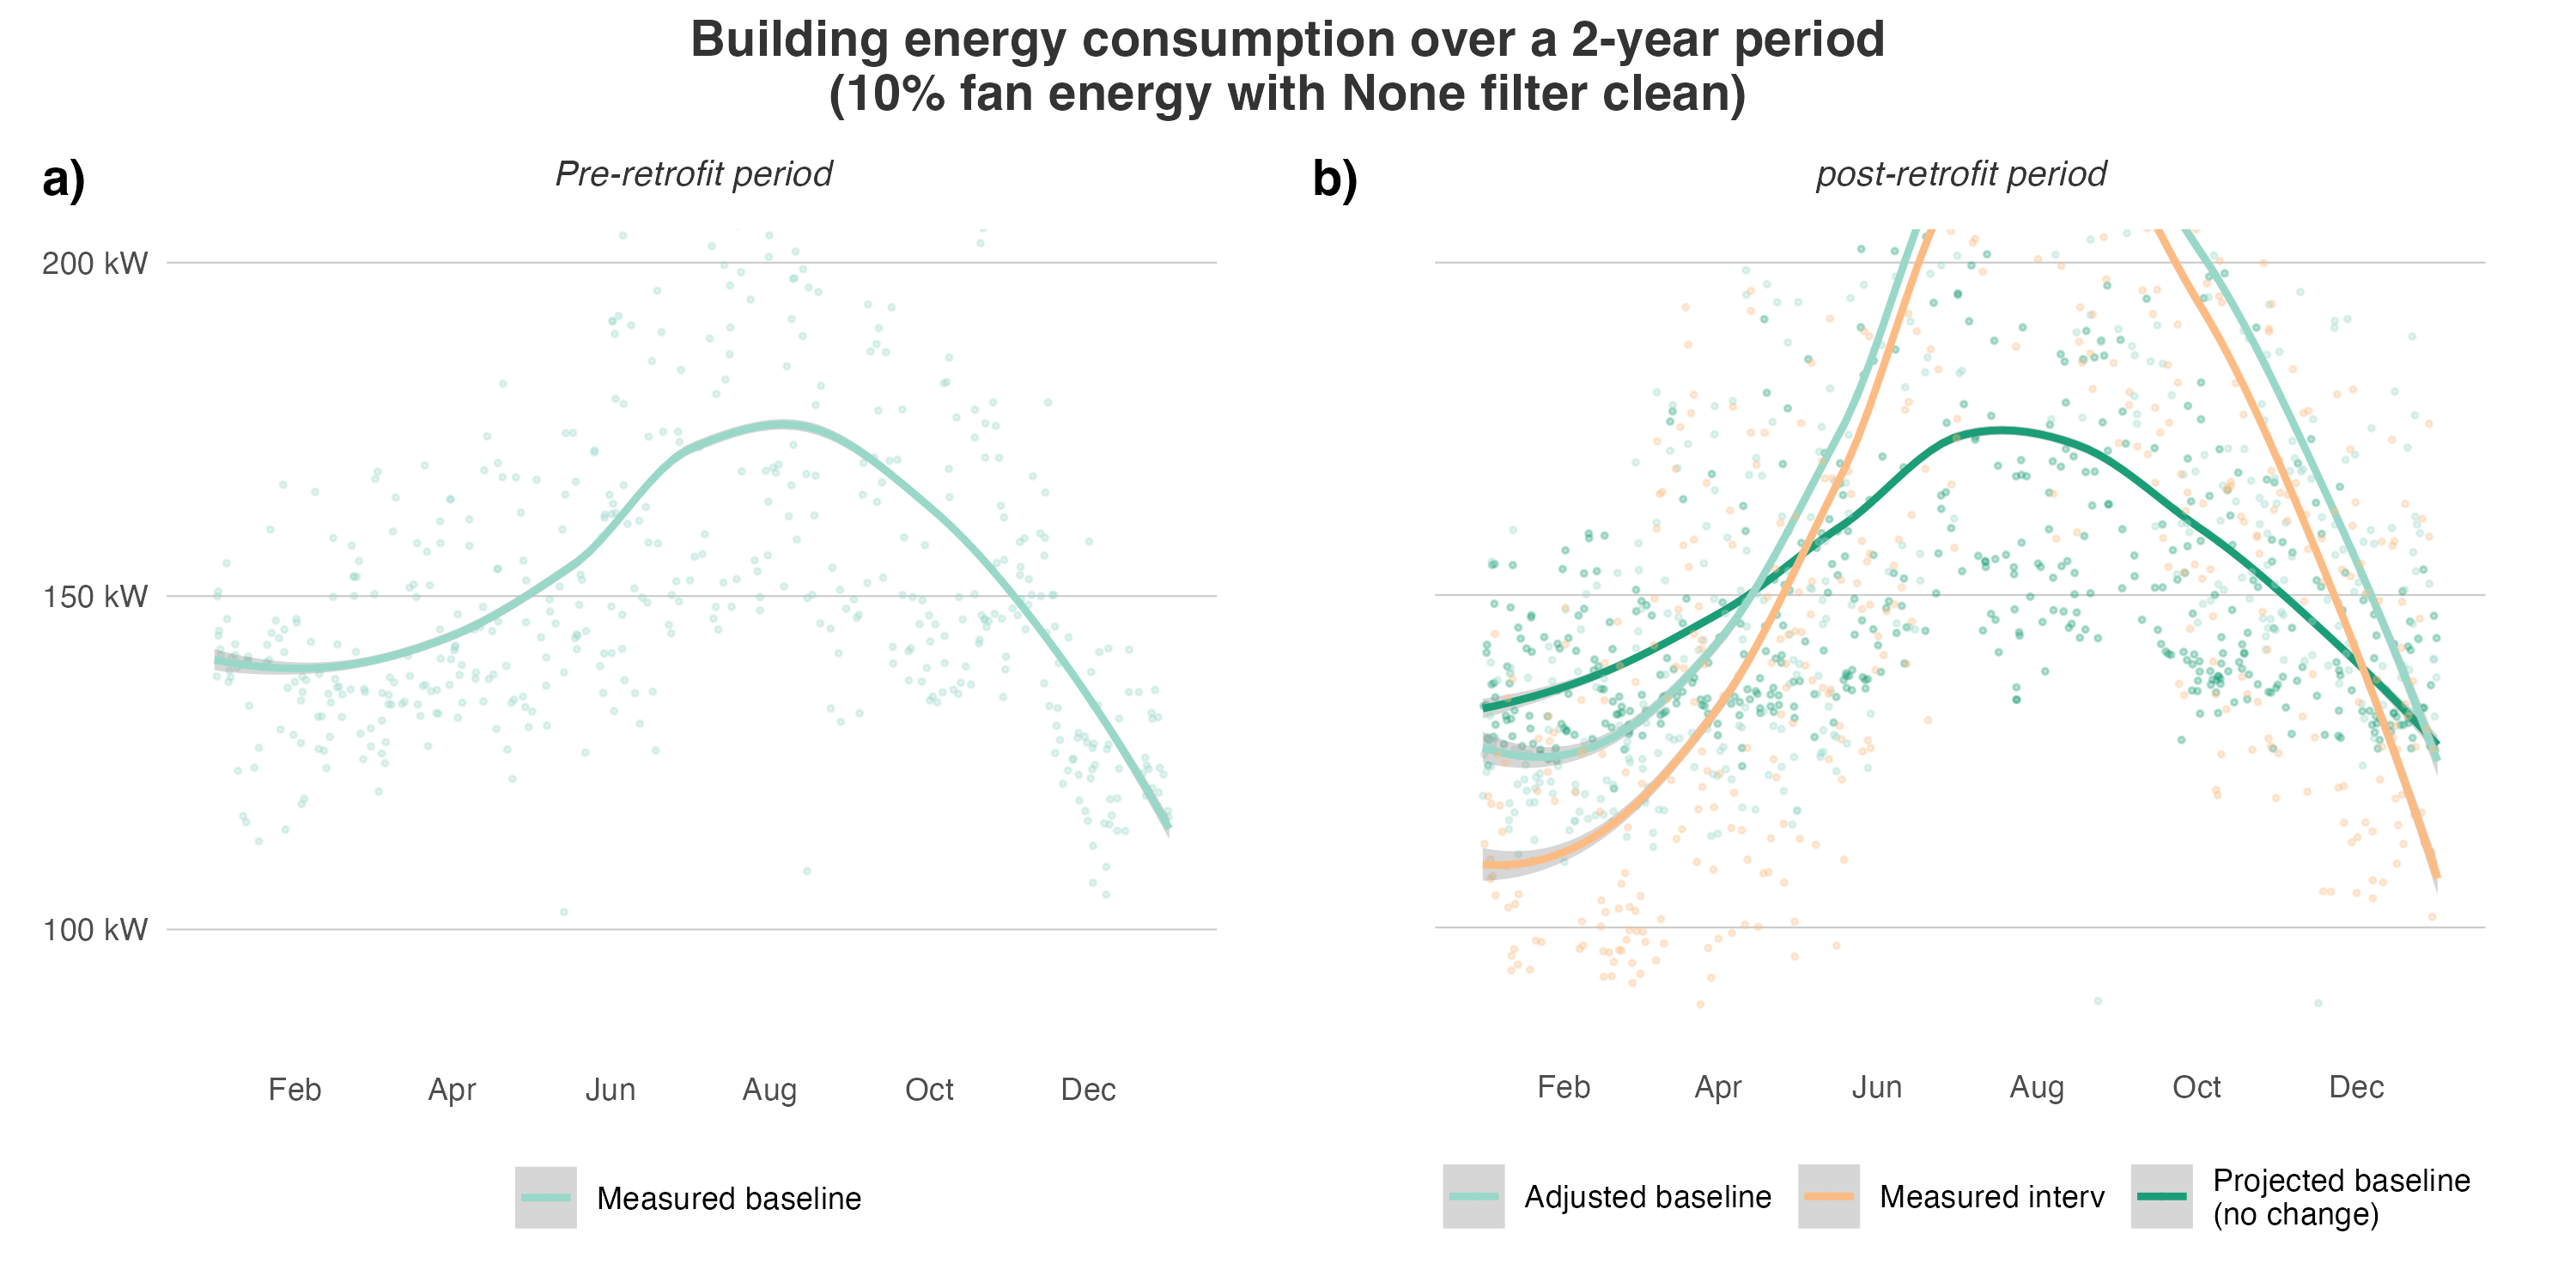 Building energy consumption over a 2-year period
(10% fan energy with None filter clean)
a)
Pre-retrofit period
200 kW
150 kW
100 kW
Feb Apr Jun Aug Oct Dec
Measured baseline
b)
post-retrofit period
Feb Apr Jun Aug Oct Dec
Adjusted baseline
Measured interv
Projected baseline
(no change)